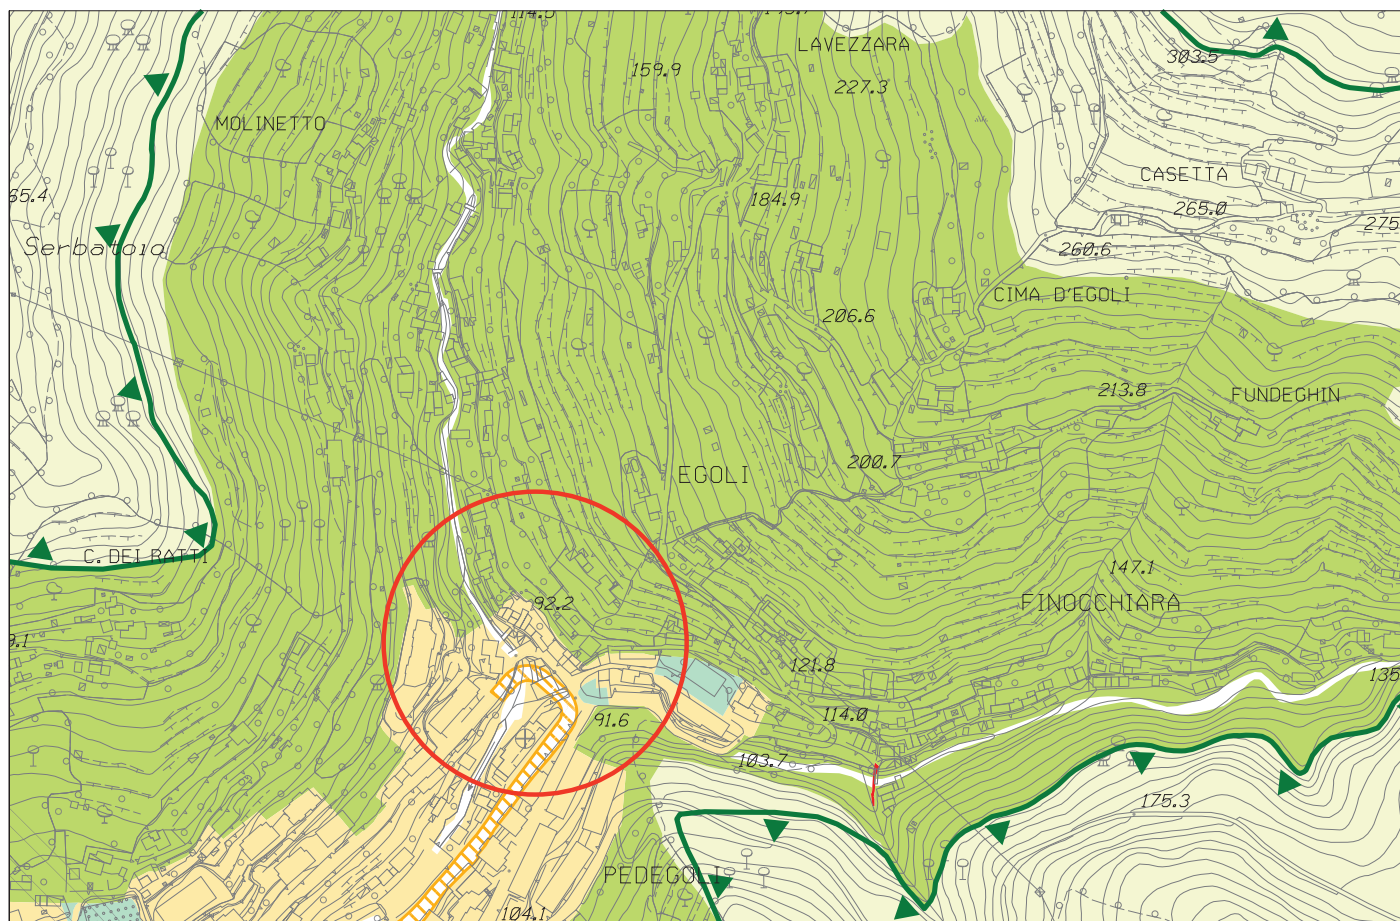 LAVEZZARA
303.5
159.9
227.3
MOLINETTO
CASETTA
184.9
265.0
Serbatoio
260.6
CIMA D'EGOLI
206.6
213.8
FUNDEGHIN
200.7
EGOLI
C. DEI RATTI
147.1
92.2
FINOCCHIARA
121.8
91.6
114.0
103.7
175.3
PEDEGOLI
104.1